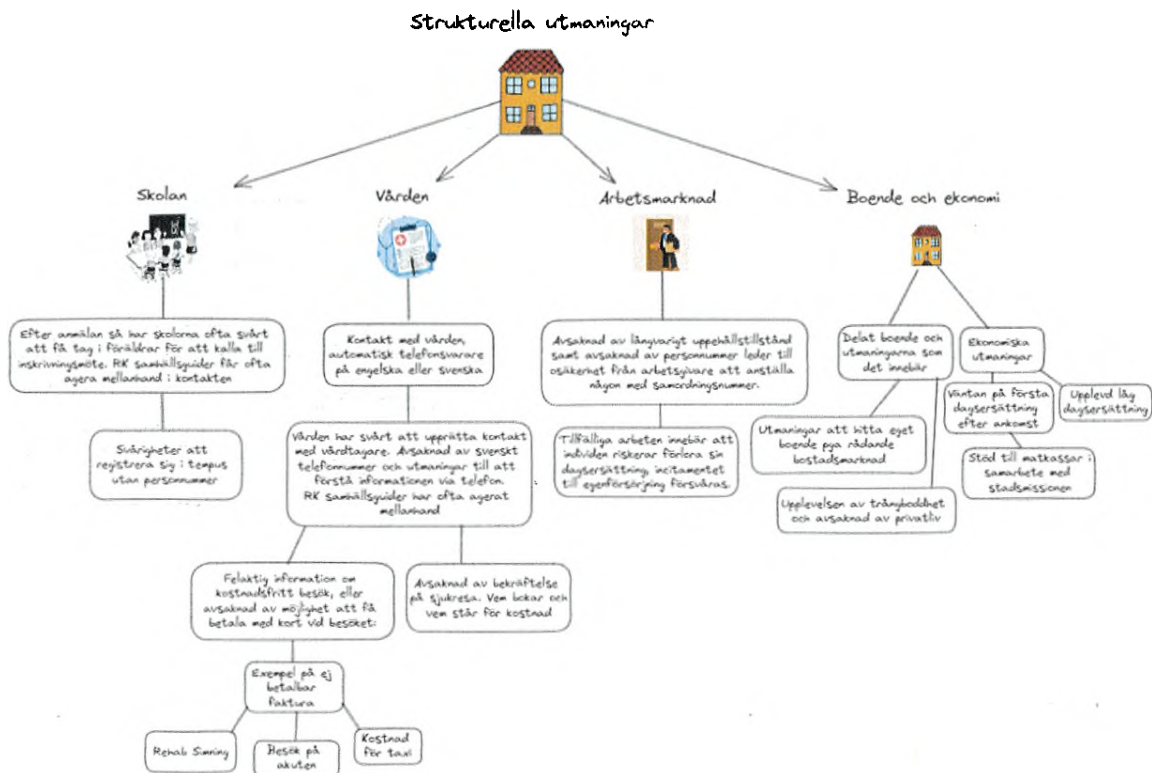 Strukturella utmaningar
Skolan
Vården
Arbetsmarknad
Boende och ekonomi
Efter anmälan så har skolorna ofta svårt
att få tag i föräldrar för att kalla till
inskrivningsmöte. RK samhällsguider får ofta
agera mellanhand i kontakten
Svårigheter att
registrera sig i tempus
utan personnummer
Kontakt med vården,
automatisk telefonsvarare
på engelska eller svenska
Vården har svårt att upprätta kontakt
med vårdtagare. Avsaknad av svenskt
telefonnummer och utmaningar till att
förstå informationen via telefon.
RK samhällsguider har ofta agerat
mellanhand
Felaktig information om
kostnadsfritt besök, eller
avsaknad av möjlighet att få
betala med kort vid besöket:
Exempel på ej
betalbar
faktura
Rehab Simning
Besök på
akuten
Kostnad
för taxi
Avsaknad av bekräftelse
på sjukresa. Vem bokar och
vem står för kostnad
Avsaknad av långvarigt uppehållstillstånd
samt avsaknad av personnummer leder till
osäkerhet från arbetsgivare att anställa
någon med samordningsnummer.
Tillfälliga arbeten innebär att
individen riskerar förlora sin
dagsersättning, incitamentet
till egenförsörjning försvåras.
Delat boende och
utmaningarna som
det innebär
Utmaningar att hitta eget
boende pga rådande
bostadsmarknad
Upplevelsen av trångboddhet
och avsaknad av privatliv
Ekonomiska
utmaningar
Väntan på första
dagsersättning
efter ankomst
Upplevd låg
dagsersättning
Stöd till matkassar i
samarbete med
stadsmissionen